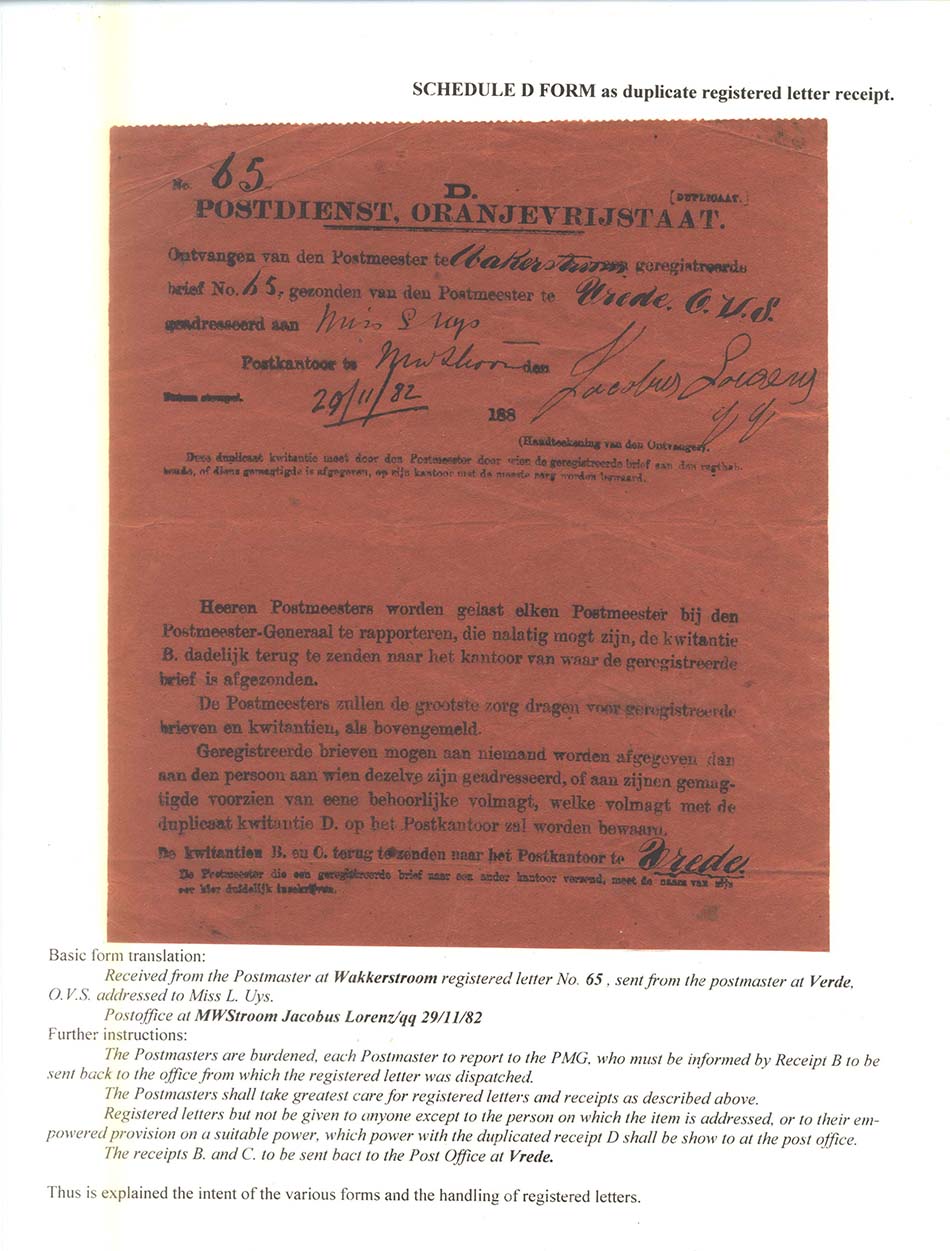 SCHEDULE D FORM as duplicate registered letter receipt.
No. 65
D.
[DUPLICAAT.]
POSTDIENST, ORANJEVRIJSTAAT.
Ontvangen van den Postmeester te Wakerstroom geregistreerde
brief No. 65, gezonden van den Postmeester te Vrede. O. V. S.
geadresseerd aan Miss Uys
Postkantoor te MWStroom den Jacobus Lorenz
Datum stempel. 29/11/82 188 qq
(Handteekening van den Ontvanger).
Deze duplicaat kwitantie moet door den Postmeester door wien de geregistreerde brief aan den regtheb-
bende, of diens gemagtigde is afgegeven, op zijn kantoor met de meeste zorg worden bewaard.
Heeren Postmeesters worden gelast elken Postmeester bij den
Postmeester-Generaal te rapporteren, die nalatig mogt zijn, de kwitantie
B. dadelijk terug te zenden naar het kantoor van waar de geregistreerde
brief is afgezonden.
De Postmeesters zullen de grootste zorg dragen voor geregistreerde
brieven en kwitantien, als bovengemeld.
Geregistreerde brieven mogen aan niemand worden afgegeven dan
aan den persoon aan wien dezelve zijn geadresseerd, of aan zijnen gemag-
tigde voorzien van eene behoorlijke volmagt, welke volmagt met de
duplicaat kwitantie D. op het Postkantoor zal worden bewaard.
De kwitantien B. en C. terug te zenden naar het Postkantoor te Vrede.
De Postmeester die een geregistreerde brief naar een ander kantoor verzend, moet de naam van zijn
eer hier duidelijk inschrijven.
Basic form translation:
Received from the Postmaster at Wakkerstroom registered letter No. 65 , sent from the postmaster at Verde,
O.V.S. addressed to Miss L. Uys.
Postoffice at MWStroom Jacobus Lorenz/qq 29/11/82
Further instructions:
The Postmasters are burdened, each Postmaster to report to the PMG, who must be informed by Receipt B to be
sent back to the office from which the registered letter was dispatched.
The Postmasters shall take greatest care for registered letters and receipts as described above.
Registered letters but not be given to anyone except to the person on which the item is addressed, or to their em-
powered provision on a suitable power, which power with the duplicated receipt D shall be show to at the post office.
The receipts B. and C. to be sent bact to the Post Office at Vrede.
Thus is explained the intent of the various forms and the handling of registered letters.